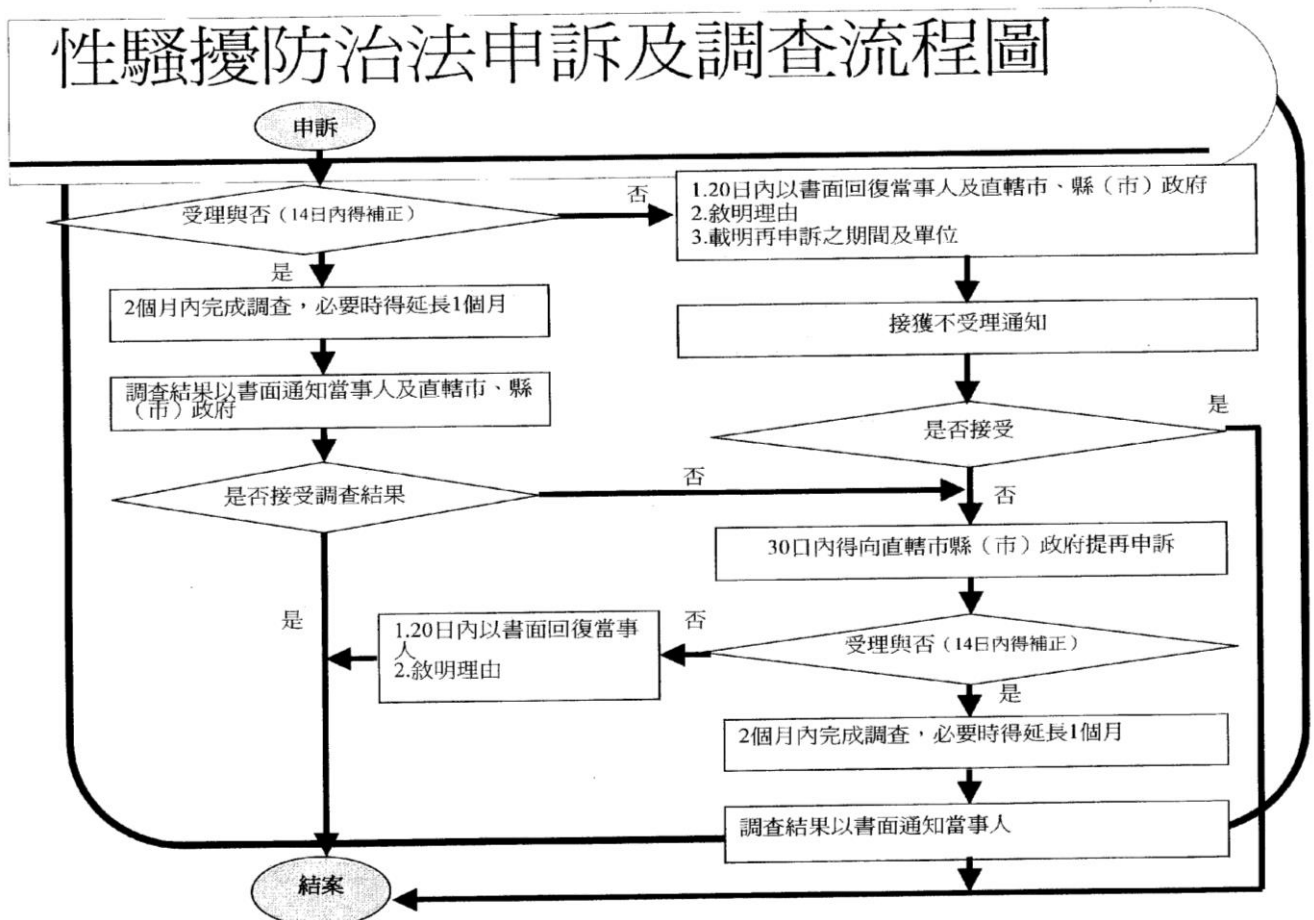 性騷擾防治法申訴及調查流程圖
申訴
受理與否（14日內得補正）
否
1.20日內以書面回復當事人及直轄市、縣（市）政府
2.敘明理由
3.載明再申訴之期間及單位
是
2個月內完成調查，必要時得延長1個月
接獲不受理通知
調查結果以書面通知當事人及直轄市、縣
（市）政府
是否接受
是
是否接受調查結果
否
否
30日內得向直轄市縣（市）政府提再申訴
是
1.20日內以書面回復當事
人
2.敘明理由
否
受理與否（14日內得補正）
是
2個月內完成調查，必要時得延長1個月
調查結果以書面通知當事人
結案